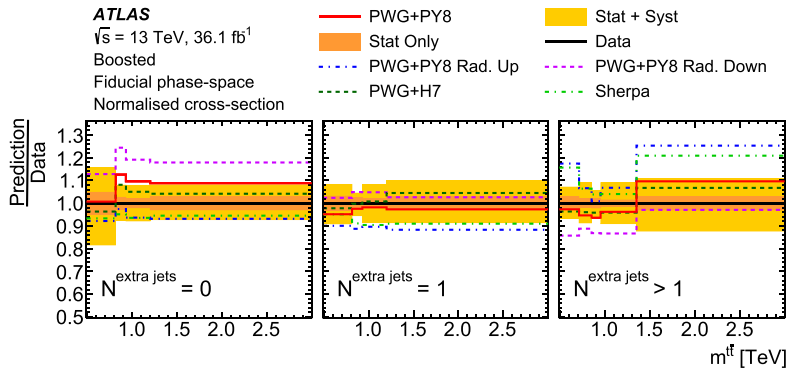 ATLAS
√s = 13 TeV, 36.1 fb-1
Boosted
Fiducial phase-space
Normalised cross-section
PWG+PY8
Stat Only
PWG+PY8 Rad. Up
PWG+H7
Stat + Syst
Data
PWG+PY8 Rad. Down
Sherpa
Prediction
Data
1.3
1.2
1.1
1.0
0.9
0.8
0.7
0.6
0.5
N extra jets = 0
N extra jets = 1
N extra jets > 1
1.0 1.5 2.0 2.5
1.0 1.5 2.0 2.5
1.0 1.5 2.0 2.5
m tt̄ [TeV]